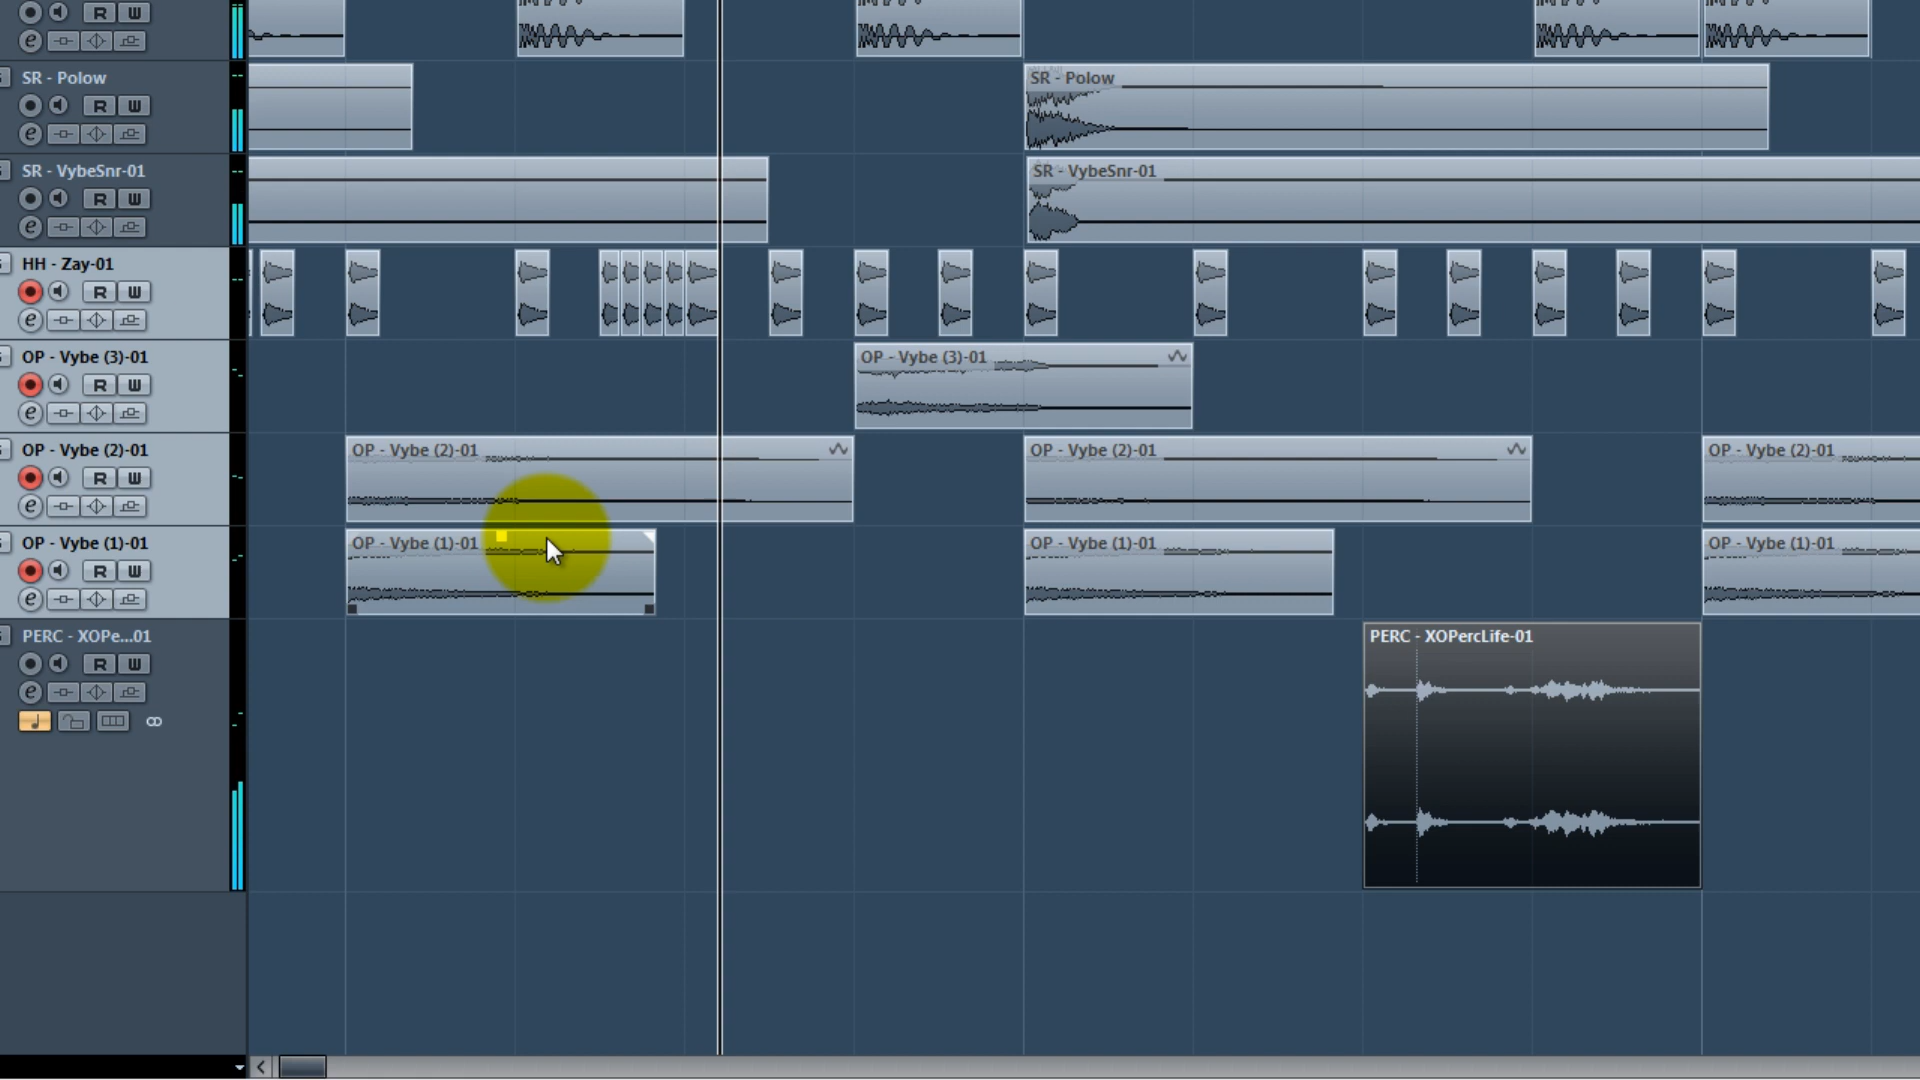 R W
e
SR - Polow
SR - Polow
R W
e
SR - VybeSnr-01
SR - VybeSnr-01
R W
e
HH - Zay-01
R W
e
OP - Vybe (3)-01
OP - Vybe (3)-01
R W
e
OP - Vybe (2)-01
OP - Vybe (2)-01
OP - Vybe (2)-01
OP - Vybe (2)-01
R W
e
OP - Vybe (1)-01
OP - Vybe (1)-01
OP - Vybe (1)-01
OP - Vybe (1)-01
R W
e
PERC - XOPe...01
PERC - XOPercLife-01
R W
e